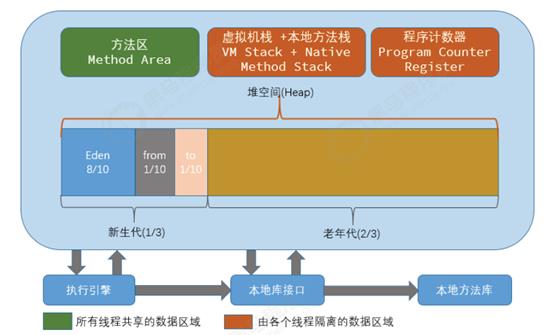 方法区
Method Area
虚拟机栈 +本地方法栈
VM Stack + Native
Method Stack
程序计数器
Program Counter
Register
堆空间(Heap)
Eden
8/10
from
1/10
to
1/10
新生代(1/3)
老年代(2/3)
执行引擎
本地库接口
本地方法库
所有线程共享的数据区域
由各个线程隔离的数据区域